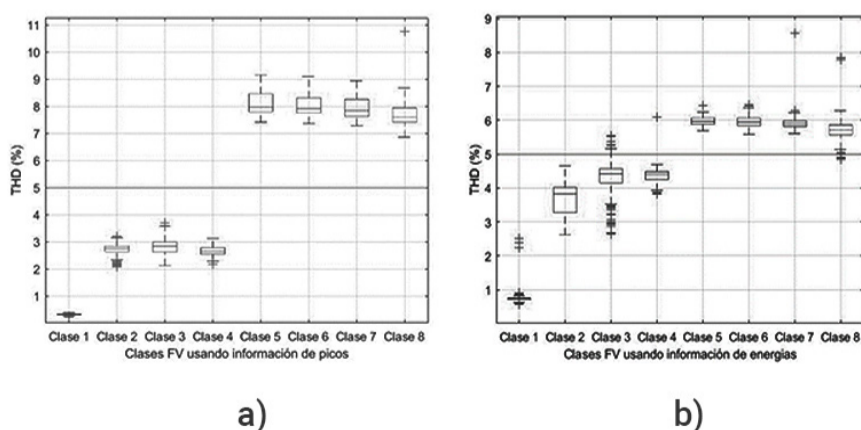 THD (%)
11
10
9
8
7
6
5
4
3
2
1
Clase 1 Clase 2 Clase 3 Clase 4 Clase 5 Clase 6 Clase 7 Clase 8
Clases FV usando información de picos
a)
THD (%)
9
8
7
6
5
4
3
2
1
Clase 1 Clase 2 Clase 3 Clase 4 Clase 5 Clase 6 Clase 7 Clase 8
Clases FV usando información de energias
b)